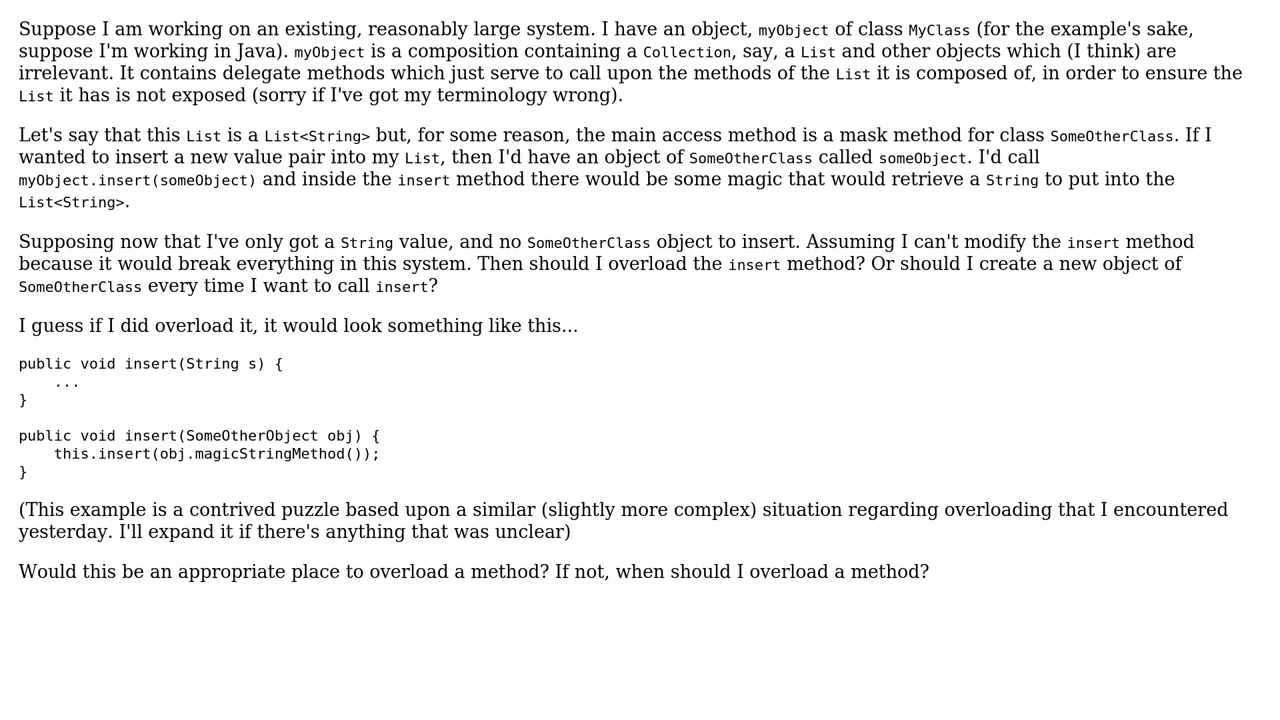 Suppose I am working on an existing, reasonably large system. I have an object, myObject of class MyClass (for the example's sake,
suppose I'm working in Java). myObject is a composition containing a Collection, say, a List and other objects which (I think) are
irrelevant. It contains delegate methods which just serve to call upon the methods of the List it is composed of, in order to ensure the
List it has is not exposed (sorry if I've got my terminology wrong).
Let's say that this List is a List<String> but, for some reason, the main access method is a mask method for class SomeOtherClass. If I
wanted to insert a new value pair into my List, then I'd have an object of SomeOtherClass called someObject. I'd call
myObject.insert(someObject) and inside the insert method there would be some magic that would retrieve a String to put into the
List<String>.
Supposing now that I've only got a String value, and no SomeOtherClass object to insert. Assuming I can't modify the insert method
because it would break everything in this system. Then should I overload the insert method? Or should I create a new object of
SomeOtherClass every time I want to call insert?
I guess if I did overload it, it would look something like this...
public void insert(String s) {
    ...
}
public void insert(SomeOtherObject obj) {
    this.insert(obj.magicStringMethod());
}
(This example is a contrived puzzle based upon a similar (slightly more complex) situation regarding overloading that I encountered
yesterday. I'll expand it if there's anything that was unclear)
Would this be an appropriate place to overload a method? If not, when should I overload a method?